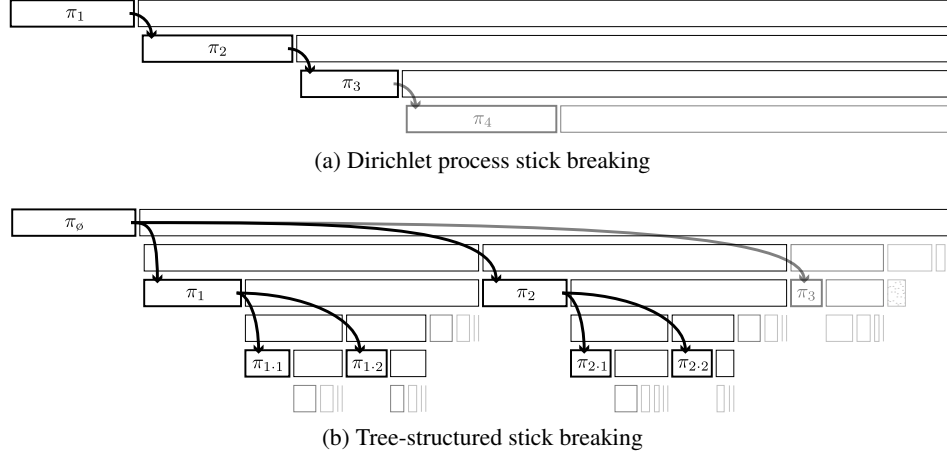 π₁
π₂
π₃
π₄
(a) Dirichlet process stick breaking
π_ø
π₁ π₂ π₃
π₁.₁ π₁.₂ π₂.₁ π₂.₂
(b) Tree-structured stick breaking